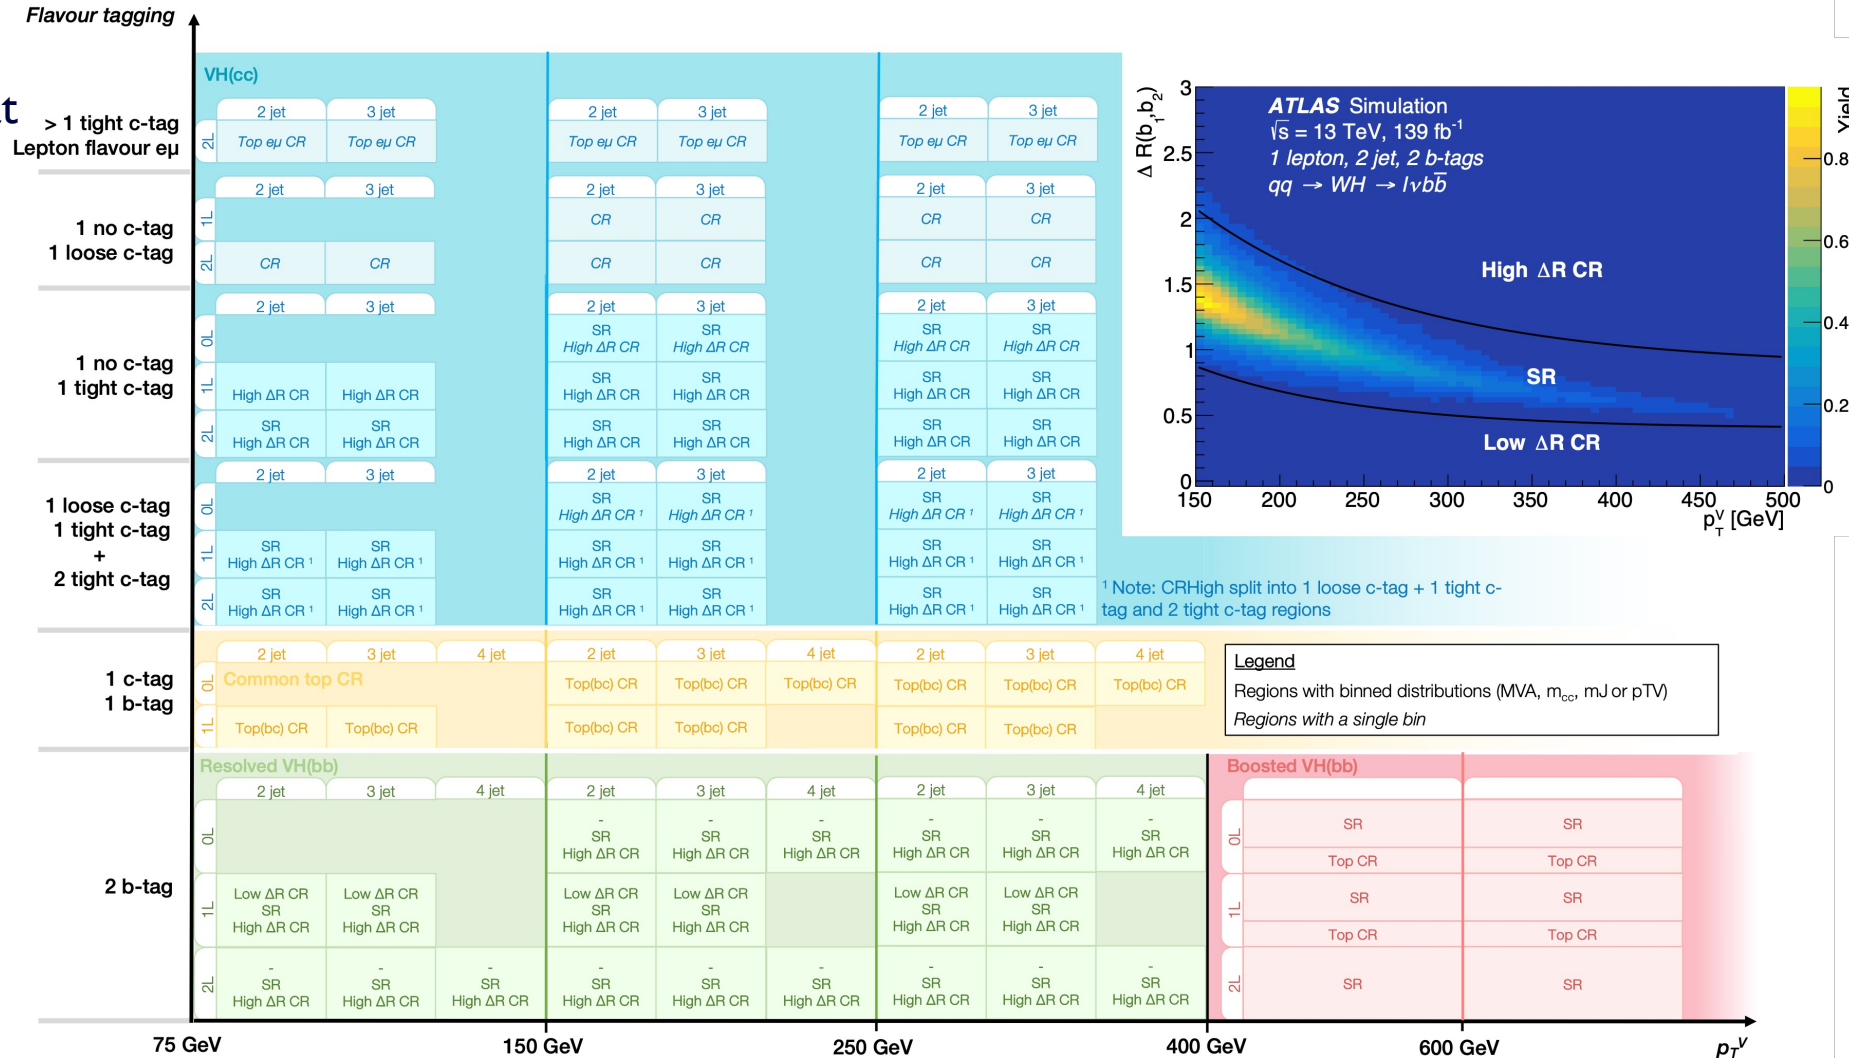 Flavour tagging
t
VH(cc)
> 1 tight c-tag
Lepton flavour eμ
2 jet 3 jet 2 jet 3 jet 2 jet 3 jet
2L Top eμ CR Top eμ CR Top eμ CR Top eμ CR Top eμ CR Top eμ CR
1 no c-tag
1 loose c-tag
2 jet 3 jet 2 jet 3 jet 2 jet 3 jet
1L CR CR CR CR
2L CR CR CR CR CR CR
1 no c-tag
1 tight c-tag
2 jet 3 jet 2 jet 3 jet 2 jet 3 jet
0L SR SR SR SR
High ΔR CR High ΔR CR High ΔR CR High ΔR CR
1L SR SR SR SR
High ΔR CR High ΔR CR High ΔR CR High ΔR CR High ΔR CR High ΔR CR
2L SR SR SR SR SR SR
High ΔR CR High ΔR CR High ΔR CR High ΔR CR High ΔR CR High ΔR CR
1 loose c-tag
1 tight c-tag
+
2 tight c-tag
2 jet 3 jet 2 jet 3 jet 2 jet 3 jet
0L SR SR SR SR
High ΔR CR ¹ High ΔR CR ¹ High ΔR CR ¹ High ΔR CR ¹
1L SR SR SR SR SR SR
High ΔR CR ¹ High ΔR CR ¹ High ΔR CR ¹ High ΔR CR ¹ High ΔR CR ¹ High ΔR CR ¹
2L SR SR SR SR SR SR
High ΔR CR ¹ High ΔR CR ¹ High ΔR CR ¹ High ΔR CR ¹ High ΔR CR ¹ High ΔR CR ¹
¹ Note: CRHigh split into 1 loose c-tag + 1 tight c-
tag and 2 tight c-tag regions
1 c-tag
1 b-tag
2 jet 3 jet 4 jet 2 jet 3 jet 4 jet 2 jet 3 jet 4 jet
0L Common top CR Top(bc) CR Top(bc) CR Top(bc) CR Top(bc) CR Top(bc) CR Top(bc) CR
1L Top(bc) CR Top(bc) CR Top(bc) CR Top(bc) CR Top(bc) CR Top(bc) CR
2 b-tag
Resolved VH(bb)
2 jet 3 jet 4 jet 2 jet 3 jet 4 jet 2 jet 3 jet 4 jet
0L - - - - - -
SR SR SR SR SR SR
High ΔR CR High ΔR CR High ΔR CR High ΔR CR High ΔR CR High ΔR CR
1L Low ΔR CR Low ΔR CR Low ΔR CR Low ΔR CR Low ΔR CR Low ΔR CR
SR SR SR SR SR SR
High ΔR CR High ΔR CR High ΔR CR High ΔR CR High ΔR CR High ΔR CR
2L - - - - - - - - -
SR SR SR SR SR SR SR SR SR
High ΔR CR High ΔR CR High ΔR CR High ΔR CR High ΔR CR High ΔR CR High ΔR CR High ΔR CR High ΔR CR
Boosted VH(bb)
0L SR SR
Top CR Top CR
1L SR SR
Top CR Top CR
2L SR SR
75 GeV 150 GeV 250 GeV 400 GeV 600 GeV pTV
Legend
Regions with binned distributions (MVA, mcc, mJ or pTV)
Regions with a single bin
Δ R(b1,b2)
3
2.5
2
1.5
1
0.5
0
ATLAS Simulation
√s = 13 TeV, 139 fb⁻¹
1 lepton, 2 jet, 2 b-tags
qq → WH → lνbb̅
High ΔR CR
SR
Low ΔR CR
150 200 250 300 350 400 450 500
pTV [GeV]
Yield
0.8
0.6
0.4
0.2
0